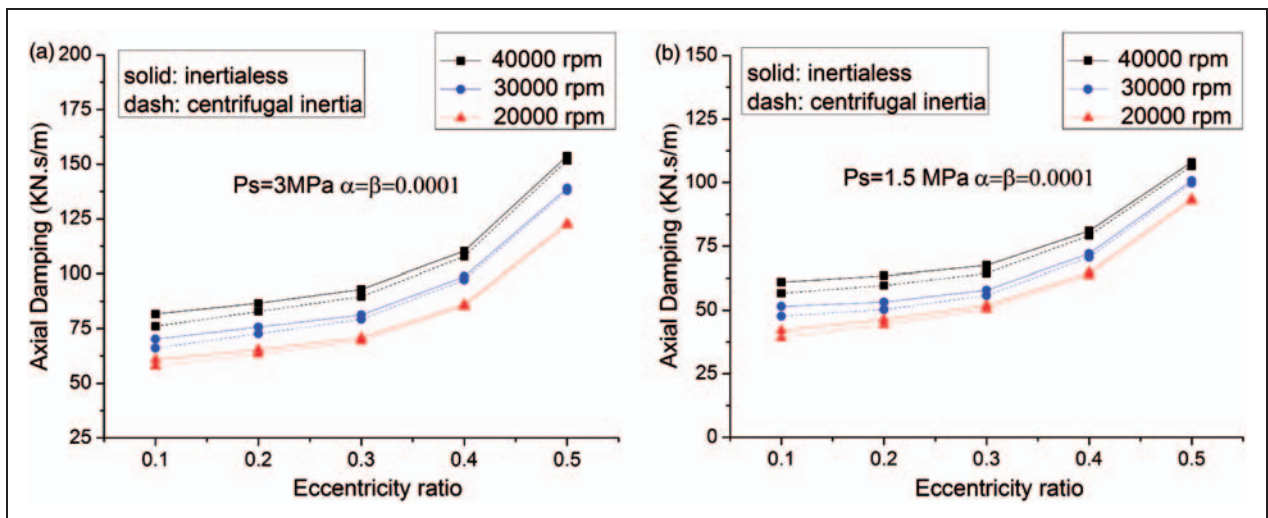 (a)
200
175
150
125
100
75
50
25
Axial Damping (KN.s/m)
solid: inertialess
dash: centrifugal inertia
40000 rpm
30000 rpm
20000 rpm
Ps=3MPa α=β=0.0001
0.1 0.2 0.3 0.4 0.5
Eccentricity ratio
(b)
150
125
100
75
50
25
0
Axial Damping (KN.s/m)
solid: inertialess
dash: centrifugal inertia
40000 rpm
30000 rpm
20000 rpm
Ps=1.5 MPa α=β=0.0001
0.1 0.2 0.3 0.4 0.5
Eccentricity ratio